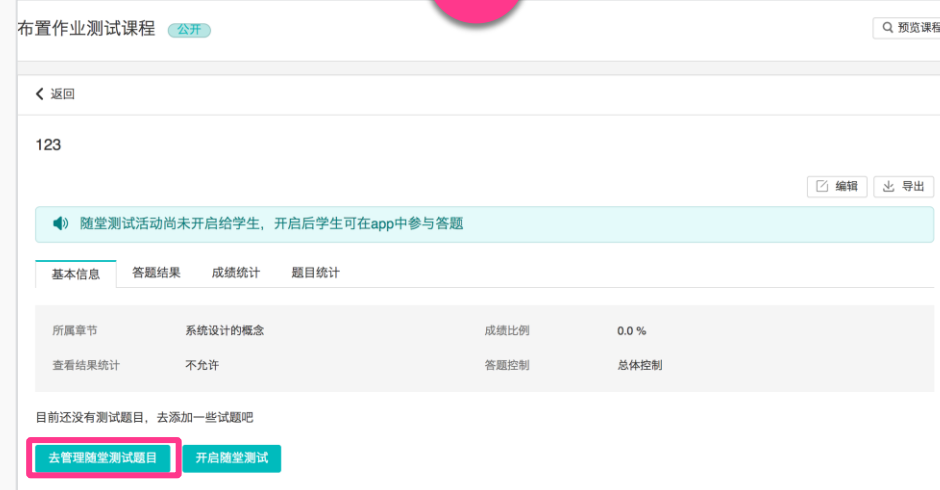 布置作业测试课程 公开 预览课程
返回
123
编辑 导出
随堂测试活动尚未开启给学生，开启后学生可在app中参与答题
基本信息 答题结果 成绩统计 题目统计
所属章节 系统设计的概念 成绩比例 0.0 %
查看结果统计 不允许 答题控制 总体控制
目前还没有测试题目，去添加一些试题吧
去管理随堂测试题目 开启随堂测试